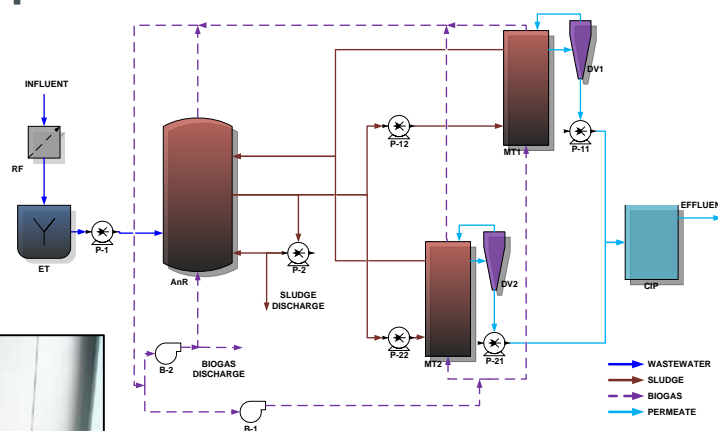 INFLUENT
RF
ET
P-1
AnR
P-2
SLUDGE
DISCHARGE
B-2
BIOGAS
DISCHARGE
B-1
P-12
MT1
DV1
P-11
P-22
MT2
DV2
P-21
CIP
EFFLUEN
WASTEWATER
SLUDGE
BIOGAS
PERMEATE